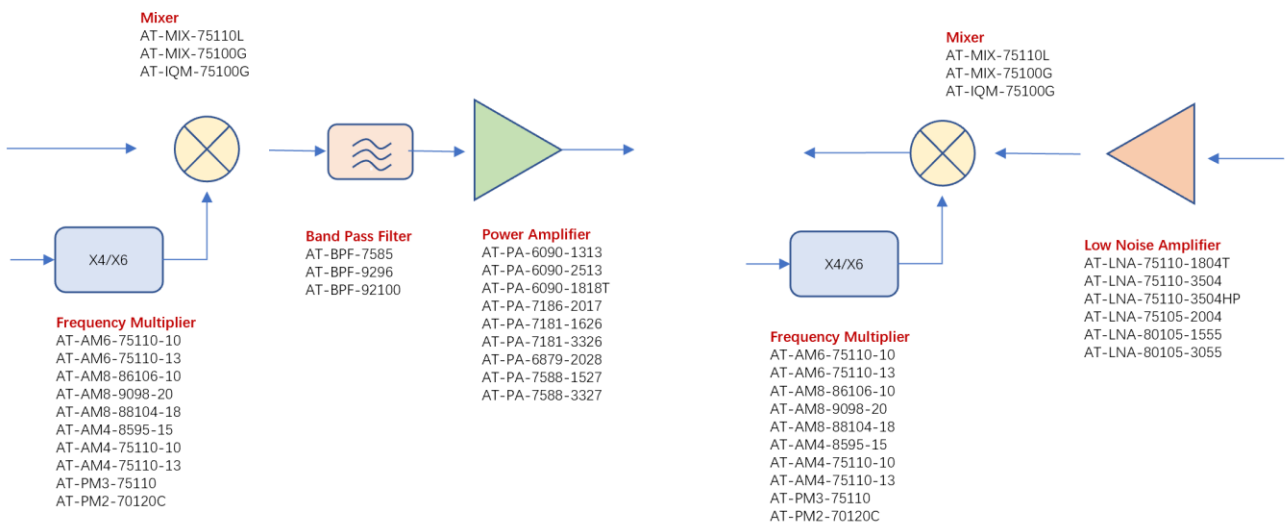 Mixer
AT-MIX-75110L
AT-MIX-75100G
AT-IQM-75100G
X4/X6
Frequency Multiplier
AT-AM6-75110-10
AT-AM6-75110-13
AT-AM8-86106-10
AT-AM8-9098-20
AT-AM8-88104-18
AT-AM4-8595-15
AT-AM4-75110-10
AT-AM4-75110-13
AT-PM3-75110
AT-PM2-70120C
Band Pass Filter
AT-BPF-7585
AT-BPF-9296
AT-BPF-92100
Power Amplifier
AT-PA-6090-1313
AT-PA-6090-2513
AT-PA-6090-1818T
AT-PA-7186-2017
AT-PA-7181-1626
AT-PA-7181-3326
AT-PA-6879-2028
AT-PA-7588-1527
AT-PA-7588-3327
Mixer
AT-MIX-75110L
AT-MIX-75100G
AT-IQM-75100G
X4/X6
Frequency Multiplier
AT-AM6-75110-10
AT-AM6-75110-13
AT-AM8-86106-10
AT-AM8-9098-20
AT-AM8-88104-18
AT-AM4-8595-15
AT-AM4-75110-10
AT-AM4-75110-13
AT-PM3-75110
AT-PM2-70120C
Low Noise Amplifier
AT-LNA-75110-1804T
AT-LNA-75110-3504
AT-LNA-75110-3504HP
AT-LNA-75105-2004
AT-LNA-80105-1555
AT-LNA-80105-3055